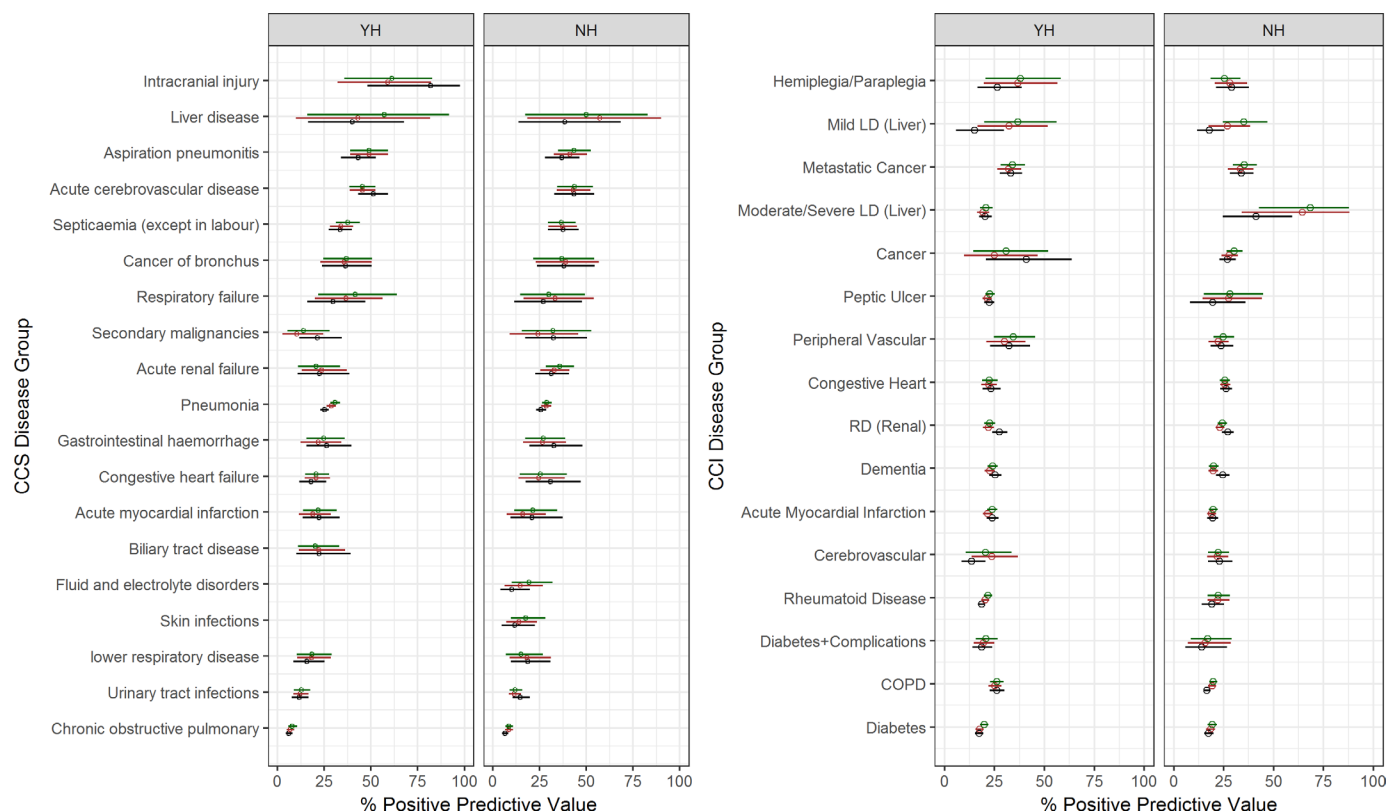 YH
NH
CCS Disease Group
Intracranial injury
Liver disease
Aspiration pneumonitis
Acute cerebrovascular disease
Septicaemia (except in labour)
Cancer of bronchus
Respiratory failure
Secondary malignancies
Acute renal failure
Pneumonia
Gastrointestinal haemorrhage
Congestive heart failure
Acute myocardial infarction
Biliary tract disease
Fluid and electrolyte disorders
Skin infections
lower respiratory disease
Urinary tract infections
Chronic obstructive pulmonary
0 25 50 75 100
0 25 50 75 100
% Positive Predictive Value
YH
NH
CCI Disease Group
Hemiplegia/Paraplegia
Mild LD (Liver)
Metastatic Cancer
Moderate/Severe LD (Liver)
Cancer
Peptic Ulcer
Peripheral Vascular
Congestive Heart
RD (Renal)
Dementia
Acute Myocardial Infarction
Cerebrovascular
Rheumatoid Disease
Diabetes+Complications
COPD
Diabetes
0 25 50 75 100
0 25 50 75 100
% Positive Predictive Value